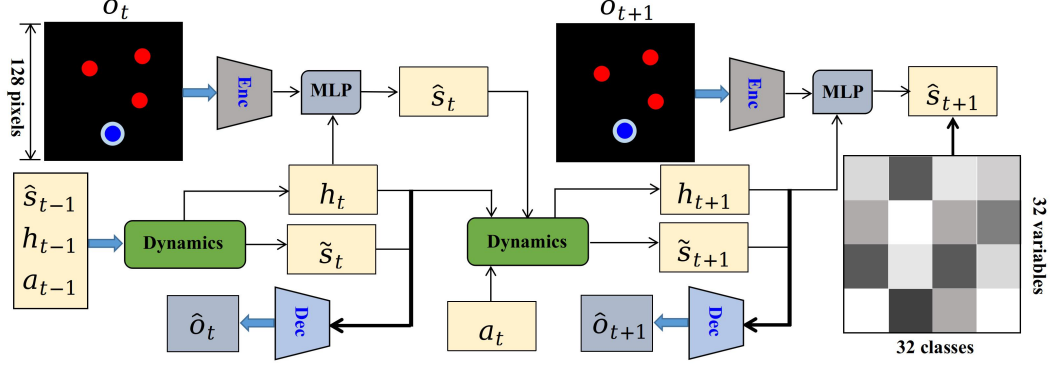 o_t
o_{t+1}
128 pixels
Enc
MLP
ŝ_t
Enc
MLP
ŝ_{t+1}
ŝ_{t−1}
h_{t−1}
a_{t−1}
Dynamics
h_t
s̃_t
Dynamics
h_{t+1}
s̃_{t+1}
32 variables
ô_t
Dec
a_t
ô_{t+1}
Dec
32 classes